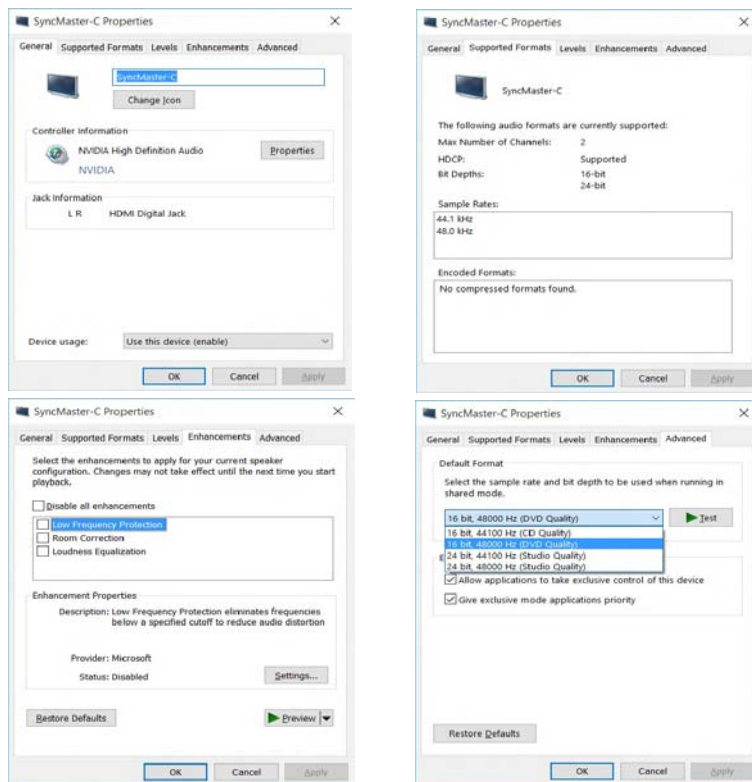 SyncMaster-C Properties
General Supported Formats Levels Enhancements Advanced
SyncMaster-C
Change Icon
Controller Information
NVIDIA High Definition Audio
Properties
NVIDIA
Jack Information
L R HDMI Digital Jack
Device usage:
Use this device (enable)
OK Cancel Apply
SyncMaster-C Properties
General Supported Formats Levels Enhancements Advanced
SyncMaster-C
The following audio formats are currently supported:
Max Number of Channels: 2
HDCP: Supported
Bit Depths: 16-bit
24-bit
Sample Rates:
44.1 kHz
48.0 kHz
Encoded Formats:
No compressed formats found.
OK Cancel Apply
SyncMaster-C Properties
General Supported Formats Levels Enhancements Advanced
Select the enhancements to apply for your current speaker
configuration. Changes may not take effect until the next time you start
playback.
Disable all enhancements
Low Frequency Protection
Room Correction
Loudness Equalization
Enhancement Properties
Description: Low Frequency Protection eliminates frequencies
below a specified cutoff to reduce audio distortion
Provider: Microsoft
Status: Disabled
Settings...
Restore Defaults
Preview
OK Cancel Apply
SyncMaster-C Properties
General Supported Formats Levels Enhancements Advanced
Default Format
Select the sample rate and bit depth to be used when running in
shared mode.
16 bit, 48000 Hz (DVD Quality)
Test
16 bit, 44100 Hz (CD Quality)
16 bit, 48000 Hz (DVD Quality)
24 bit, 44100 Hz (Studio Quality)
24 bit, 48000 Hz (Studio Quality)
Allow applications to take exclusive control of this device
Give exclusive mode applications priority
Restore Defaults
OK Cancel Apply